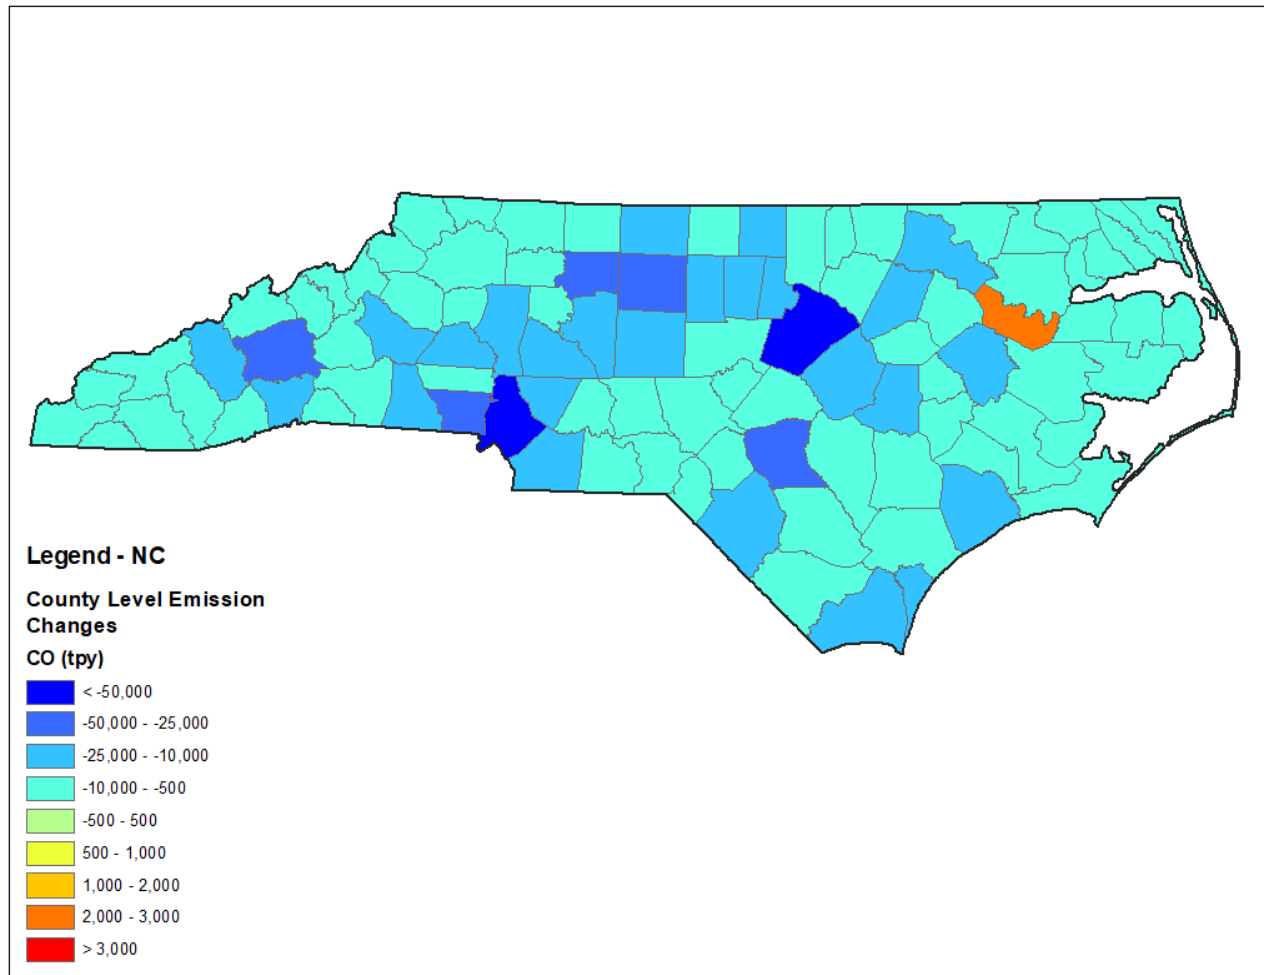 Legend - NC
County Level Emission
Changes
CO (tpy)
< -50,000
-50,000 - -25,000
-25,000 - -10,000
-10,000 - -500
-500 - 500
500 - 1,000
1,000 - 2,000
2,000 - 3,000
> 3,000